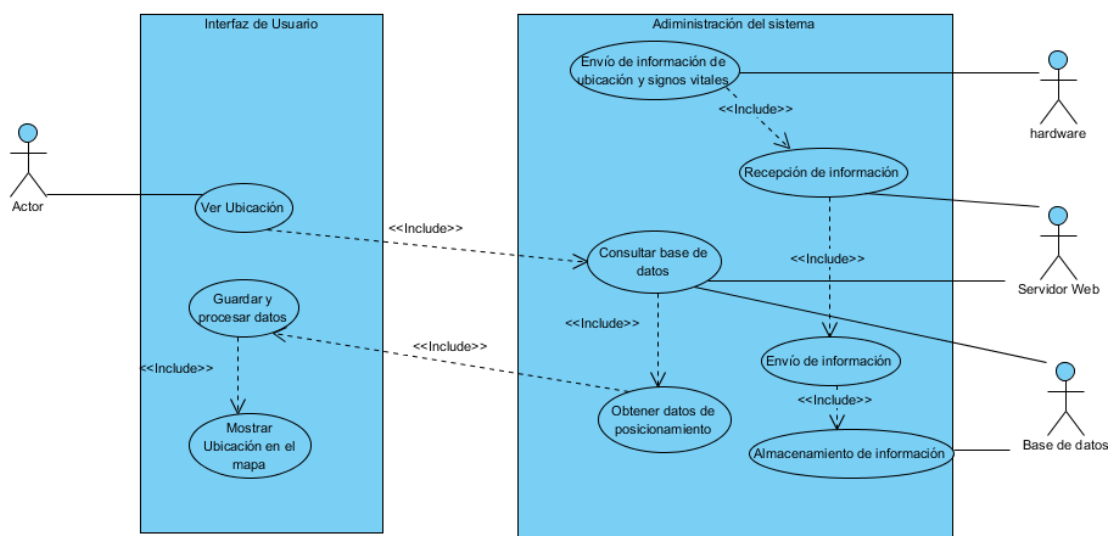 Interfaz de Usuario
Adiministración del sistema
Envío de información de
ubicación y signos vitales
<<Include>>
hardware
Recepción de información
Actor
Ver Ubicación
<<Include>>
Consultar base de
datos
<<Include>>
Servidor Web
Guardar y
procesar datos
<<Include>>
<<Include>>
Envío de información
<<Include>>
<<Include>>
Obtener datos de
posicionamiento
Mostrar
Ubicación en el
mapa
Almacenamiento de información
Base de datos